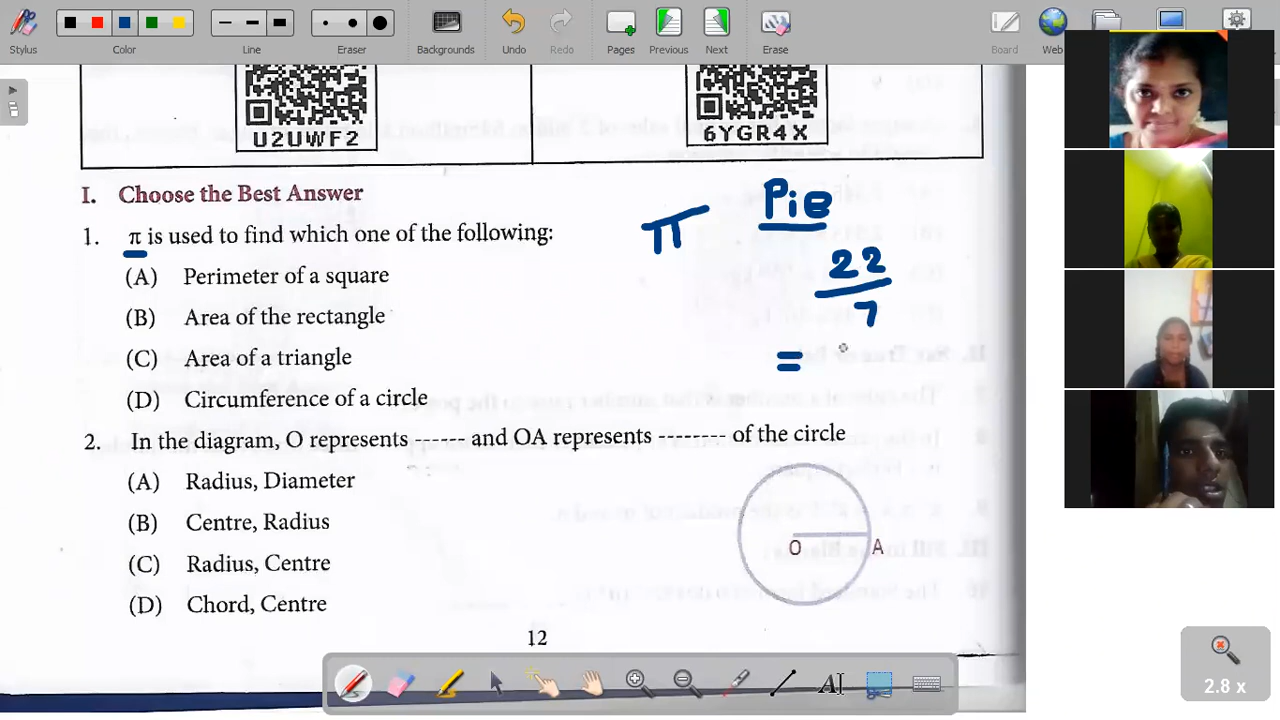 Stylus
Color
Line
Eraser
Backgrounds
Undo
Redo
Pages
Previous
Next
Erase
Board
Web
U2UWF2
6YGR4X
I. Choose the Best Answer
1. π is used to find which one of the following:
(A) Perimeter of a square
(B) Area of the rectangle
(C) Area of a triangle
(D) Circumference of a circle
π Pie
22
7
=
2. In the diagram, O represents ------ and OA represents -------- of the circle
(A) Radius, Diameter
(B) Centre, Radius
(C) Radius, Centre
(D) Chord, Centre
O A
12
2.8 x